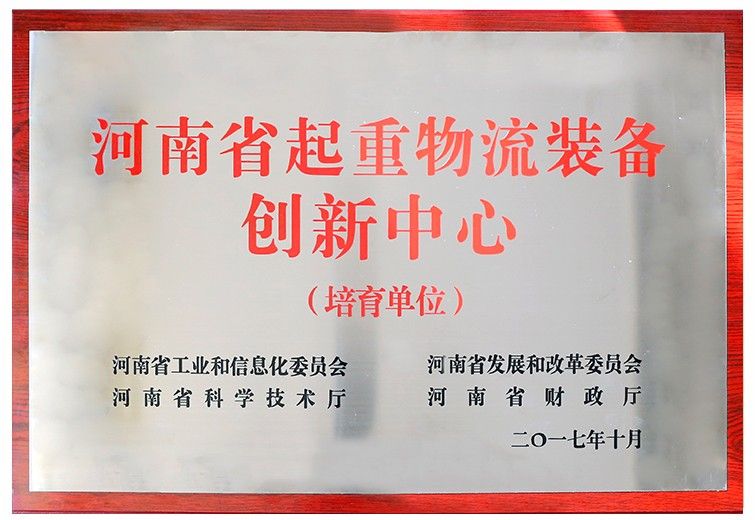 河南省起重物流装备
创新中心
（培育单位）
河南省工业和信息化委员会 河南省发展和改革委员会
河南省科学技术厅 河南省财政厅
二〇一七年十月